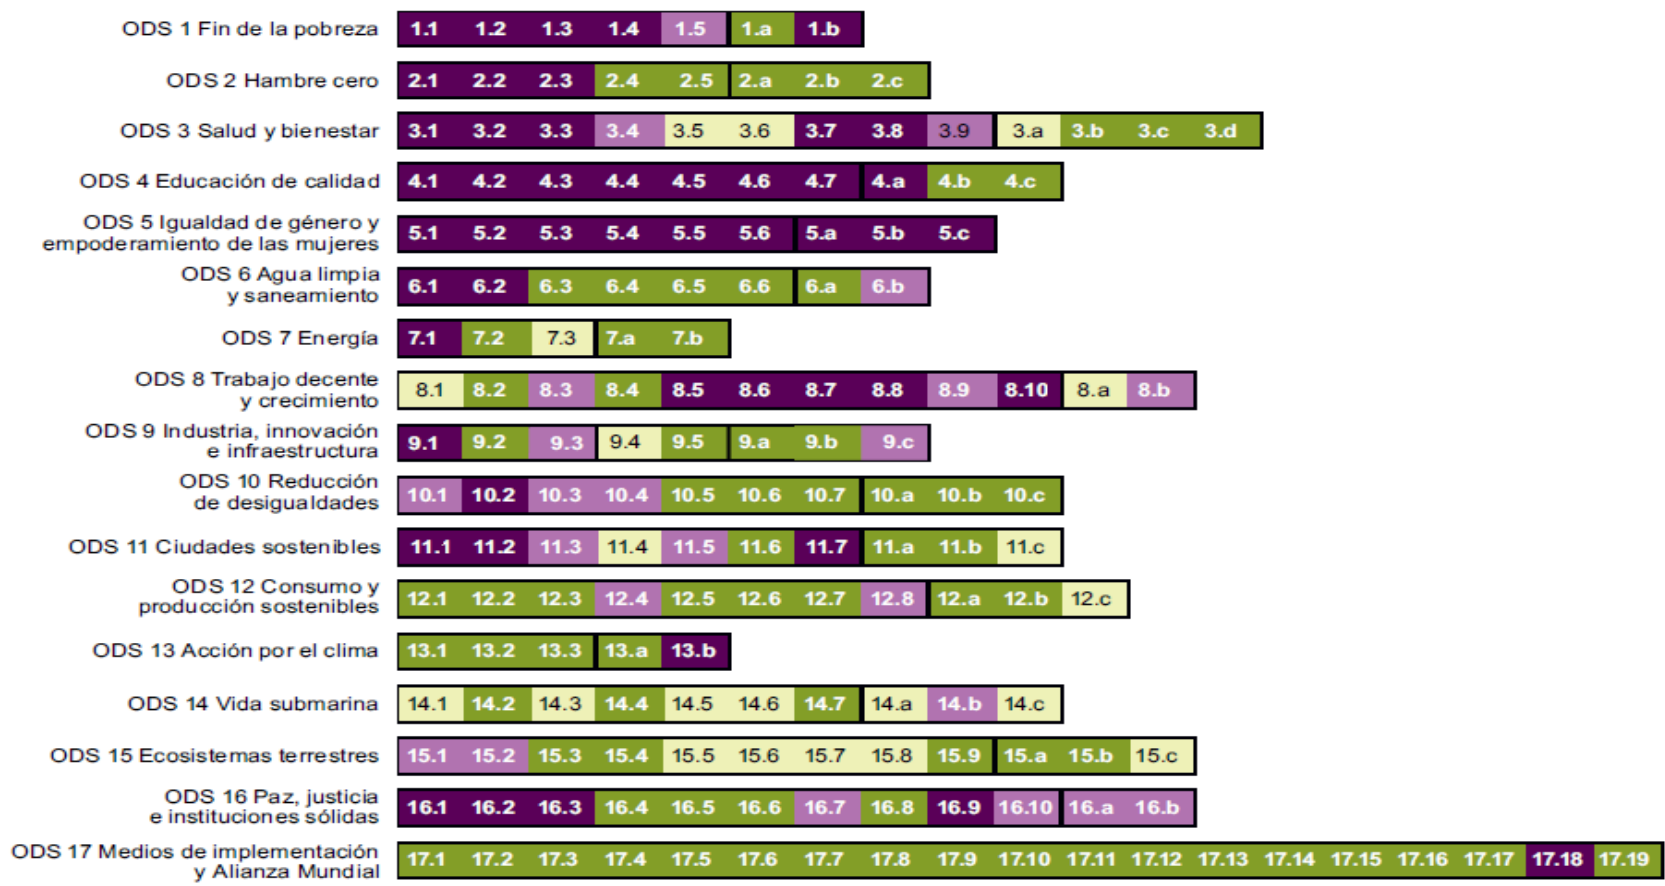 ODS 1 Fin de la pobreza 1.1 1.2 1.3 1.4 1.5 1.a 1.b
ODS 2 Hambre cero 2.1 2.2 2.3 2.4 2.5 2.a 2.b 2.c
ODS 3 Salud y bienestar 3.1 3.2 3.3 3.4 3.5 3.6 3.7 3.8 3.9 3.a 3.b 3.c 3.d
ODS 4 Educación de calidad 4.1 4.2 4.3 4.4 4.5 4.6 4.7 4.a 4.b 4.c
ODS 5 Igualdad de género y
empoderamiento de las mujeres 5.1 5.2 5.3 5.4 5.5 5.6 5.a 5.b 5.c
ODS 6 Agua limpia
y saneamiento 6.1 6.2 6.3 6.4 6.5 6.6 6.a 6.b
ODS 7 Energía 7.1 7.2 7.3 7.a 7.b
ODS 8 Trabajo decente
y crecimiento 8.1 8.2 8.3 8.4 8.5 8.6 8.7 8.8 8.9 8.10 8.a 8.b
ODS 9 Industria, innovación
e infraestructura 9.1 9.2 9.3 9.4 9.5 9.a 9.b 9.c
ODS 10 Reducción
de desigualdades 10.1 10.2 10.3 10.4 10.5 10.6 10.7 10.a 10.b 10.c
ODS 11 Ciudades sostenibles 11.1 11.2 11.3 11.4 11.5 11.6 11.7 11.a 11.b 11.c
ODS 12 Consumo y
producción sostenibles 12.1 12.2 12.3 12.4 12.5 12.6 12.7 12.8 12.a 12.b 12.c
ODS 13 Acción por el clima 13.1 13.2 13.3 13.a 13.b
ODS 14 Vida submarina 14.1 14.2 14.3 14.4 14.5 14.6 14.7 14.a 14.b 14.c
ODS 15 Ecosistemas terrestres 15.1 15.2 15.3 15.4 15.5 15.6 15.7 15.8 15.9 15.a 15.b 15.c
ODS 16 Paz, justicia
e instituciones sólidas 16.1 16.2 16.3 16.4 16.5 16.6 16.7 16.8 16.9 16.10 16.a 16.b
ODS 17 Medios de implementación
y Alianza Mundial 17.1 17.2 17.3 17.4 17.5 17.6 17.7 17.8 17.9 17.10 17.11 17.12 17.13 17.14 17.15 17.16 17.17 17.18 17.19